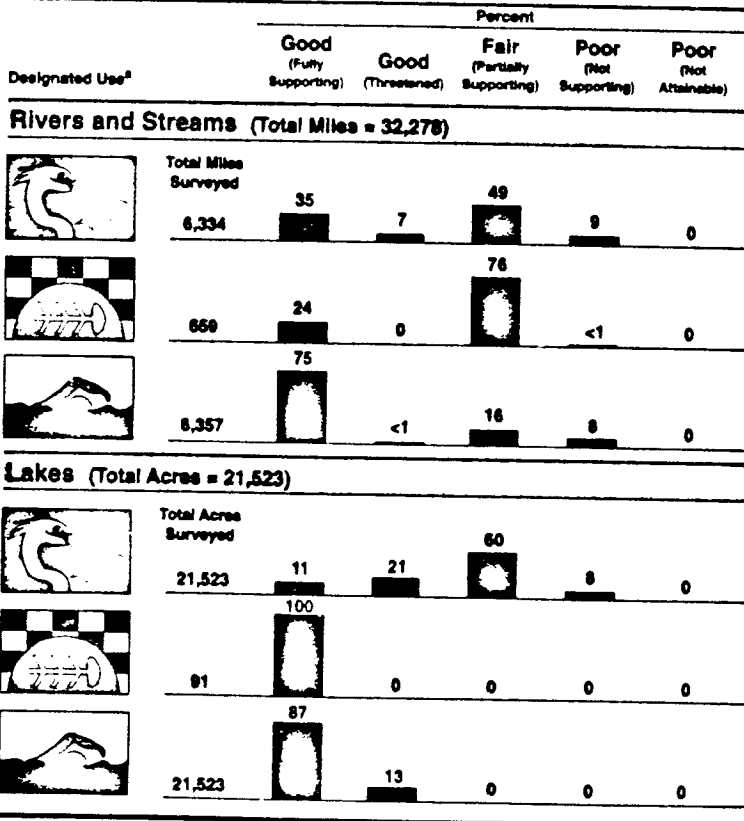 Percent
Designated Useª
Good
(Fully
Supporting)
Good
(Threatened)
Fair
(Partially
Supporting)
Poor
(Not
Supporting)
Poor
(Not
Attainable)
Rivers and Streams (Total Miles = 32,278)
Total Miles
Surveyed
6,334 35 7 49 9 0
659 24 0 76 <1 0
75 <1 16 8 0
Lakes (Total Acres = 21,523)
Total Acres
Surveyed
21,523 11 21 60 8 0
91 100 0 0 0 0
21,523 87 13 0 0 0